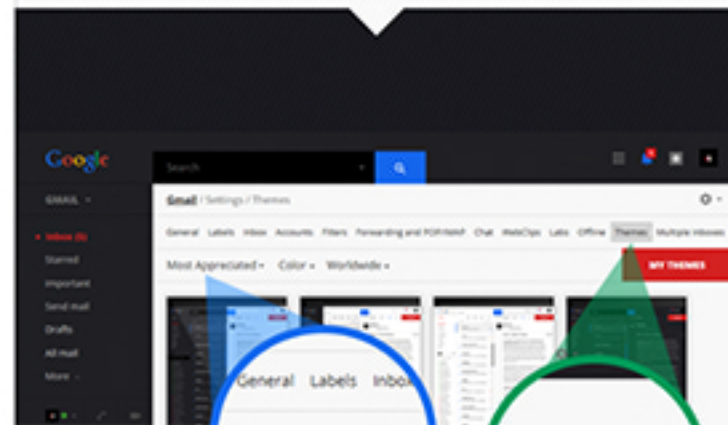 Google
Search
GMAIL
Gmail / Settings / Themes
Inbox (5)
General Labels Inbox Accounts Filters Forwarding and POP/IMAP Chat WebClips Labs Offline Themes Multiple Inboxes
Starred
Most Appreciated Color Worldwide
MY THEMES
Important
Send mail
Drafts
All mail
More
General Labels Inbox